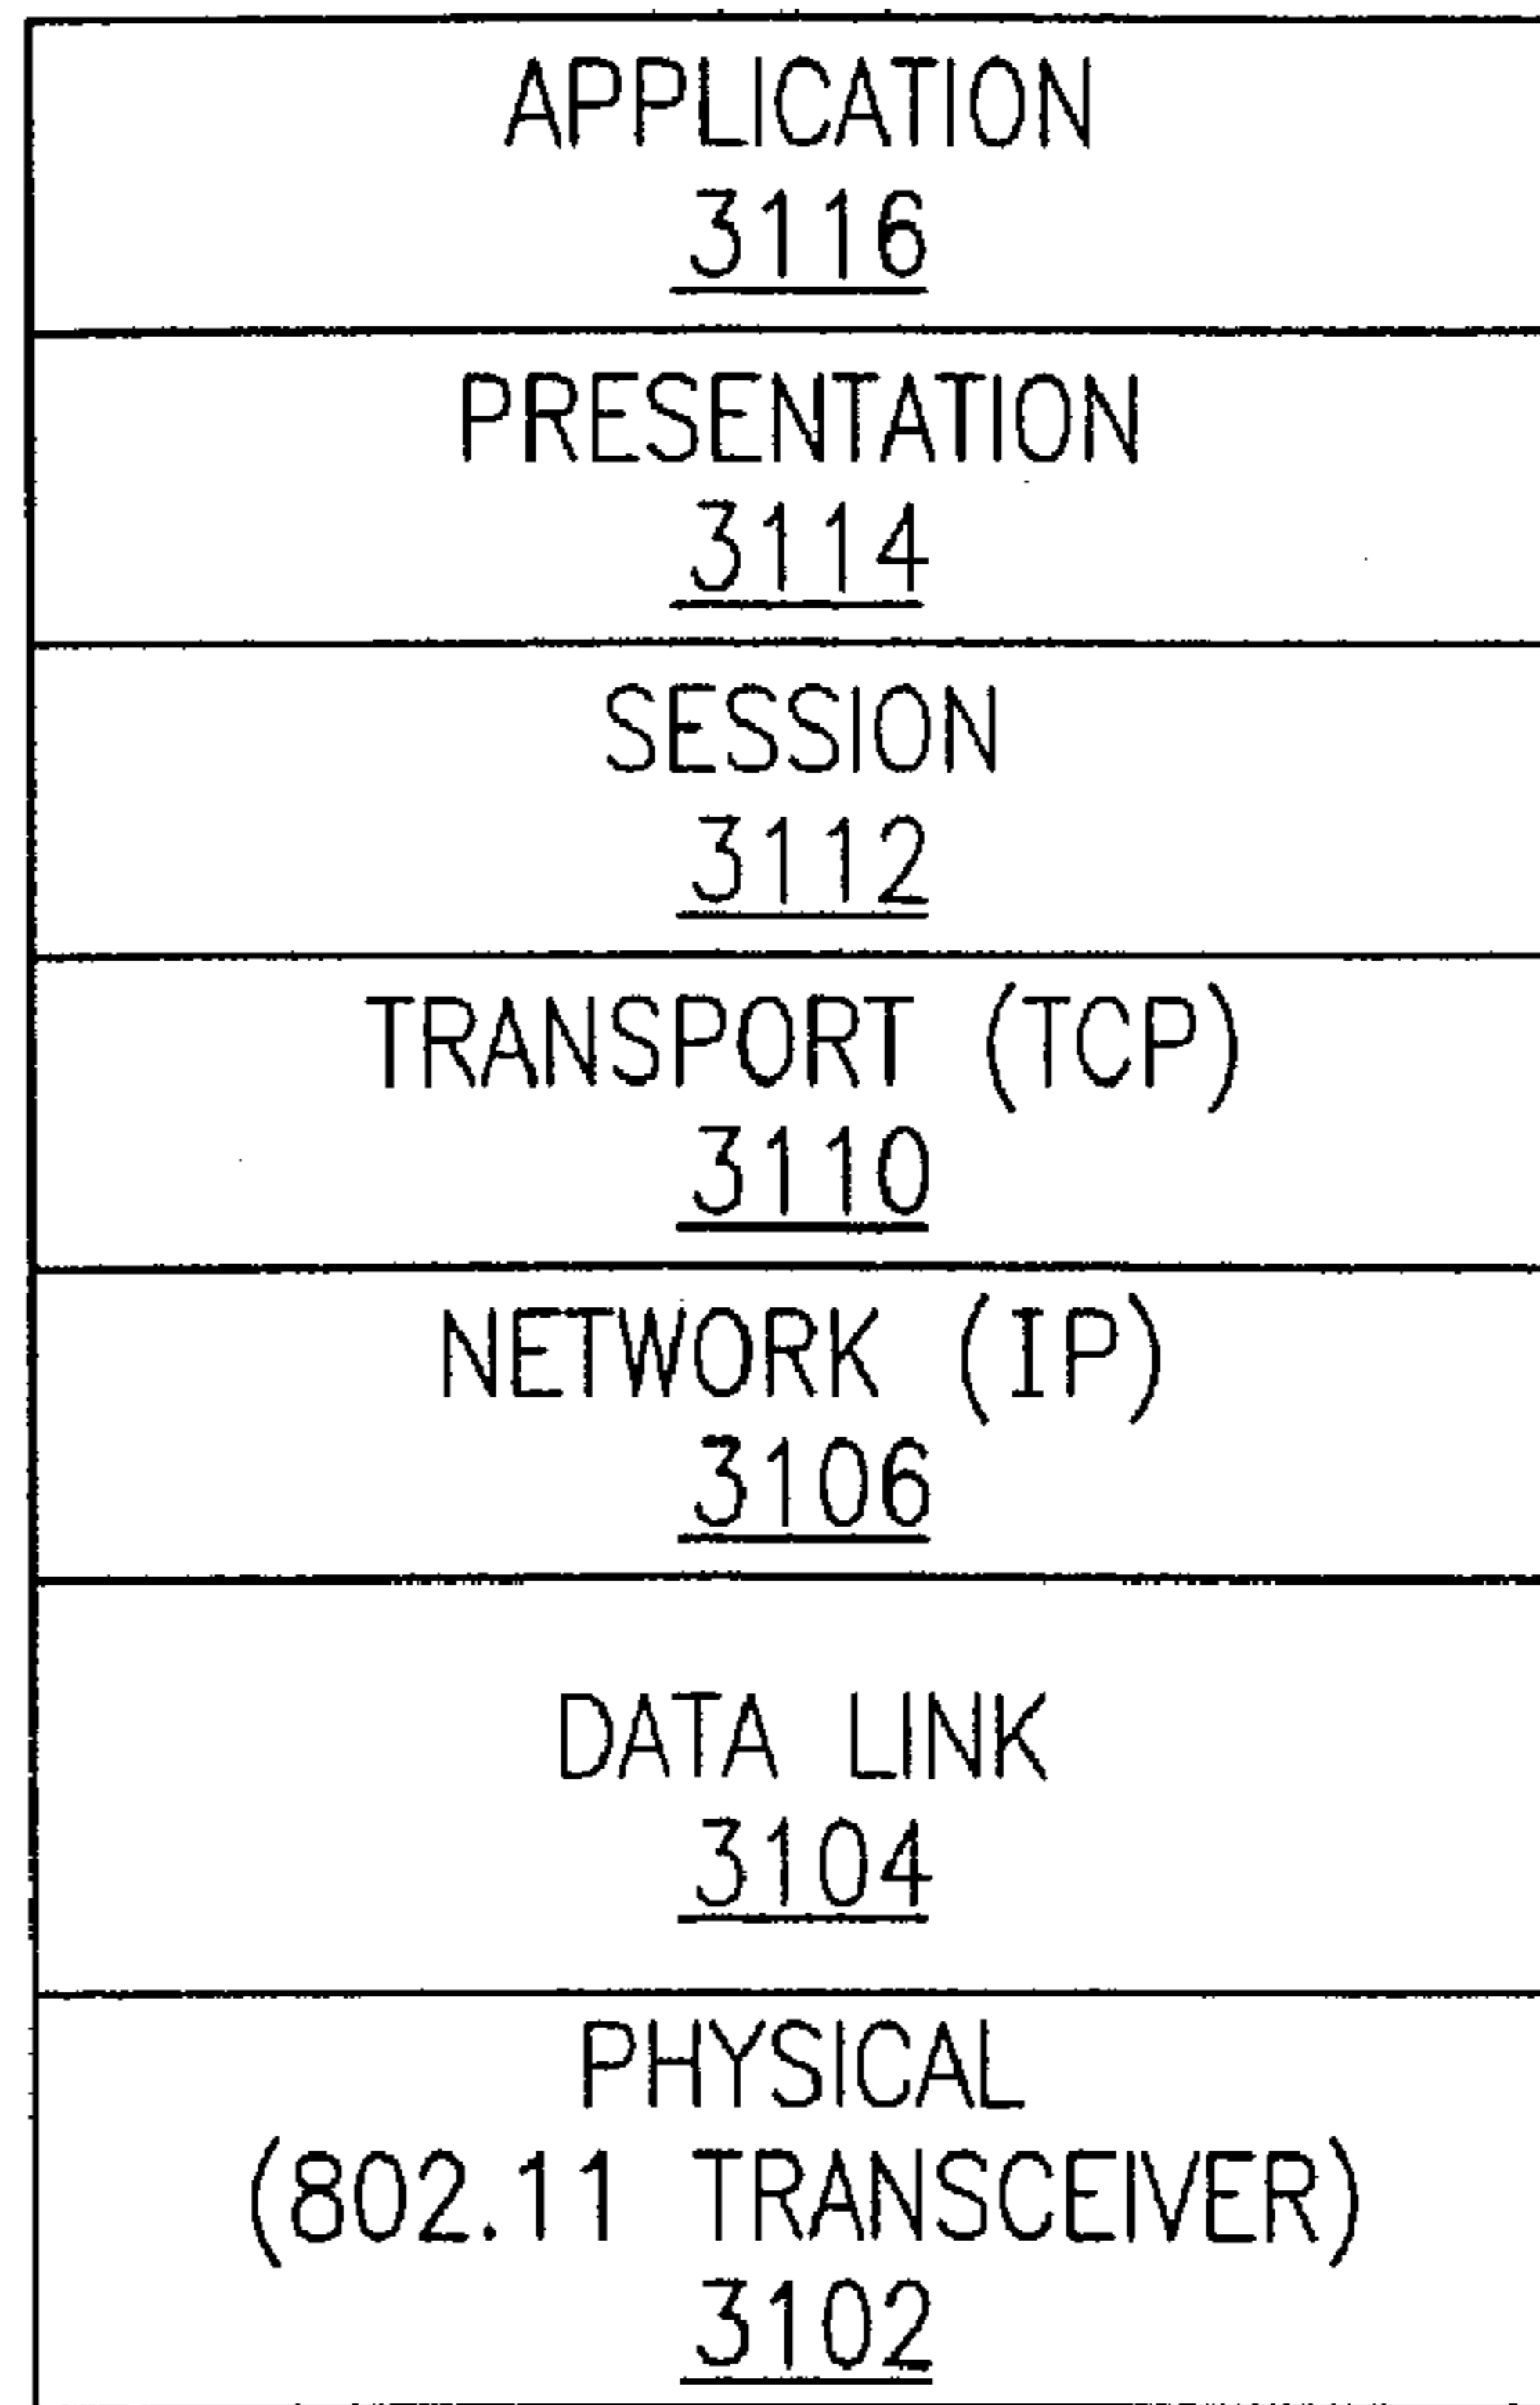 APPLICATION
3116
PRESENTATION
3114
SESSION
3112
TRANSPORT (TCP)
3110
NETWORK (IP)
3106
DATA LINK
3104
PHYSICAL
(802.11 TRANSCEIVER)
3102